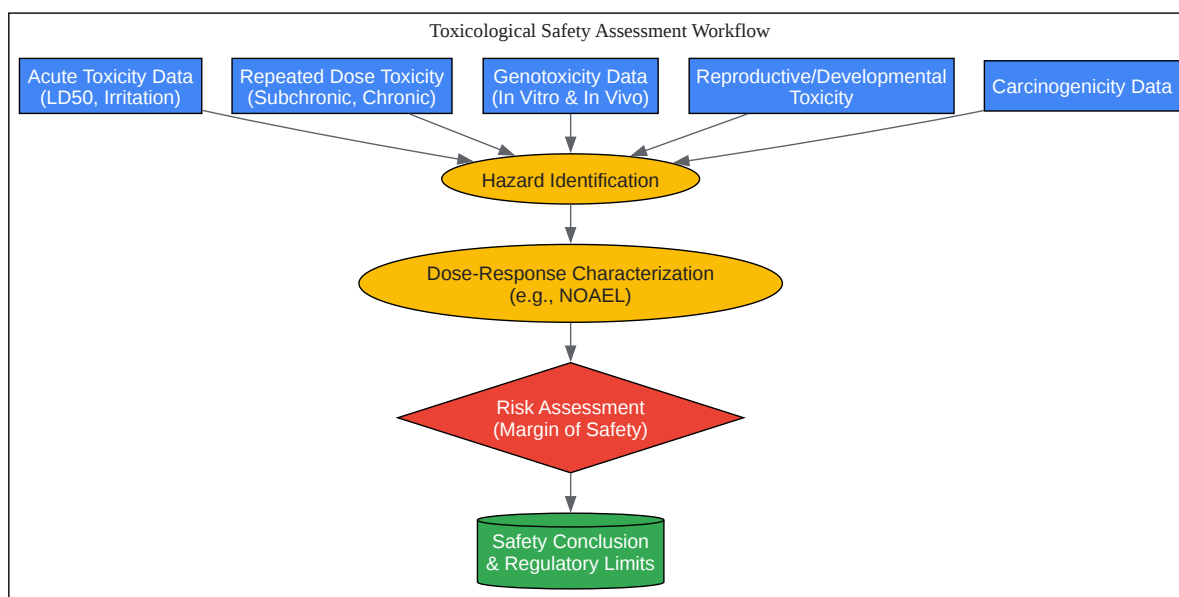 Toxicological Safety Assessment Workflow
Acute Toxicity Data
(LD50, Irritation)
Repeated Dose Toxicity
(Subchronic, Chronic)
Genotoxicity Data
(In Vitro & In Vivo)
Reproductive/Developmental
Toxicity
Carcinogenicity Data
Hazard Identification
Dose-Response Characterization
(e.g., NOAEL)
Risk Assessment
(Margin of Safety)
Safety Conclusion
& Regulatory Limits